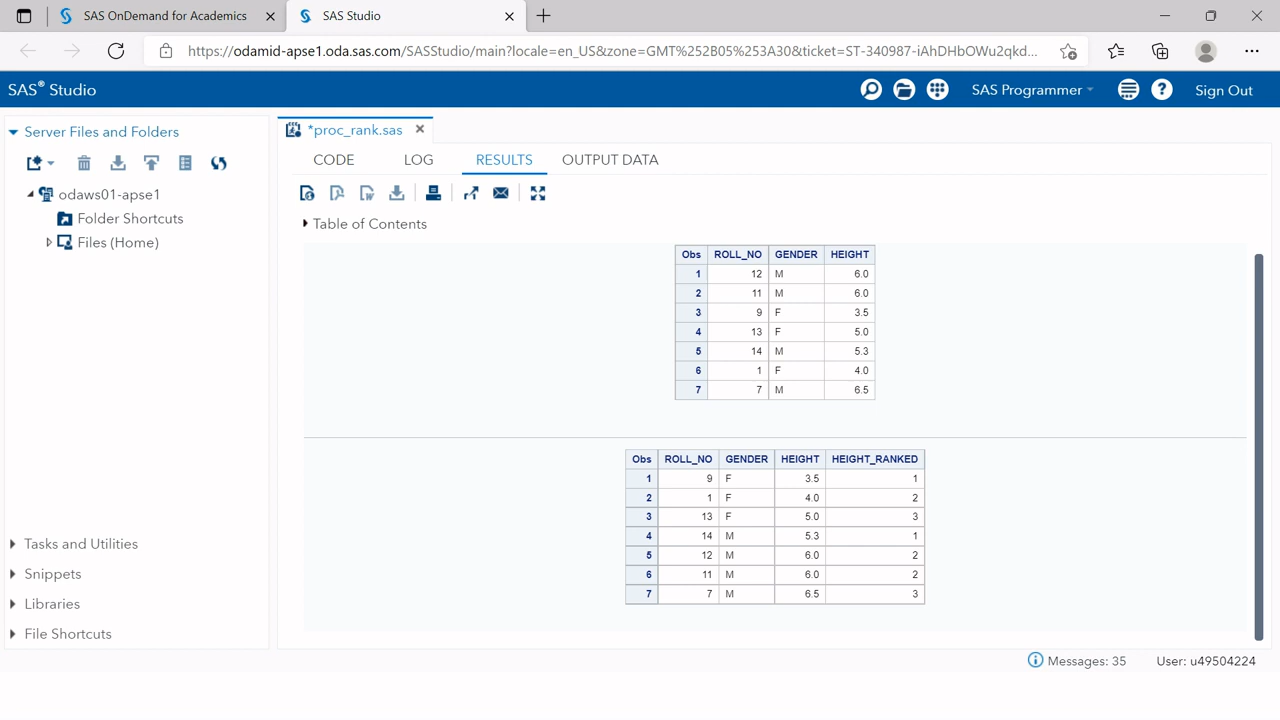 SAS OnDemand for Academics
SAS Studio
https://odamid-apse1.oda.sas.com/SASStudio/main?locale=en_US&zone=GMT%252B05%253A30&ticket=ST-340987-iAhDHbOWu2qkd...
SAS® Studio
SAS Programmer
Sign Out
Server Files and Folders
*proc_rank.sas
CODE LOG RESULTS OUTPUT DATA
odaws01-apse1
Folder Shortcuts
Files (Home)
Table of Contents
Obs ROLL_NO GENDER HEIGHT
1 12 M 6.0
2 11 M 6.0
3 9 F 3.5
4 13 F 5.0
5 14 M 5.3
6 1 F 4.0
7 7 M 6.5
Obs ROLL_NO GENDER HEIGHT HEIGHT_RANKED
1 9 F 3.5 1
2 1 F 4.0 2
3 13 F 5.0 3
4 14 M 5.3 1
5 12 M 6.0 2
6 11 M 6.0 2
7 7 M 6.5 3
Tasks and Utilities
Snippets
Libraries
File Shortcuts
Messages: 35
User: u49504224